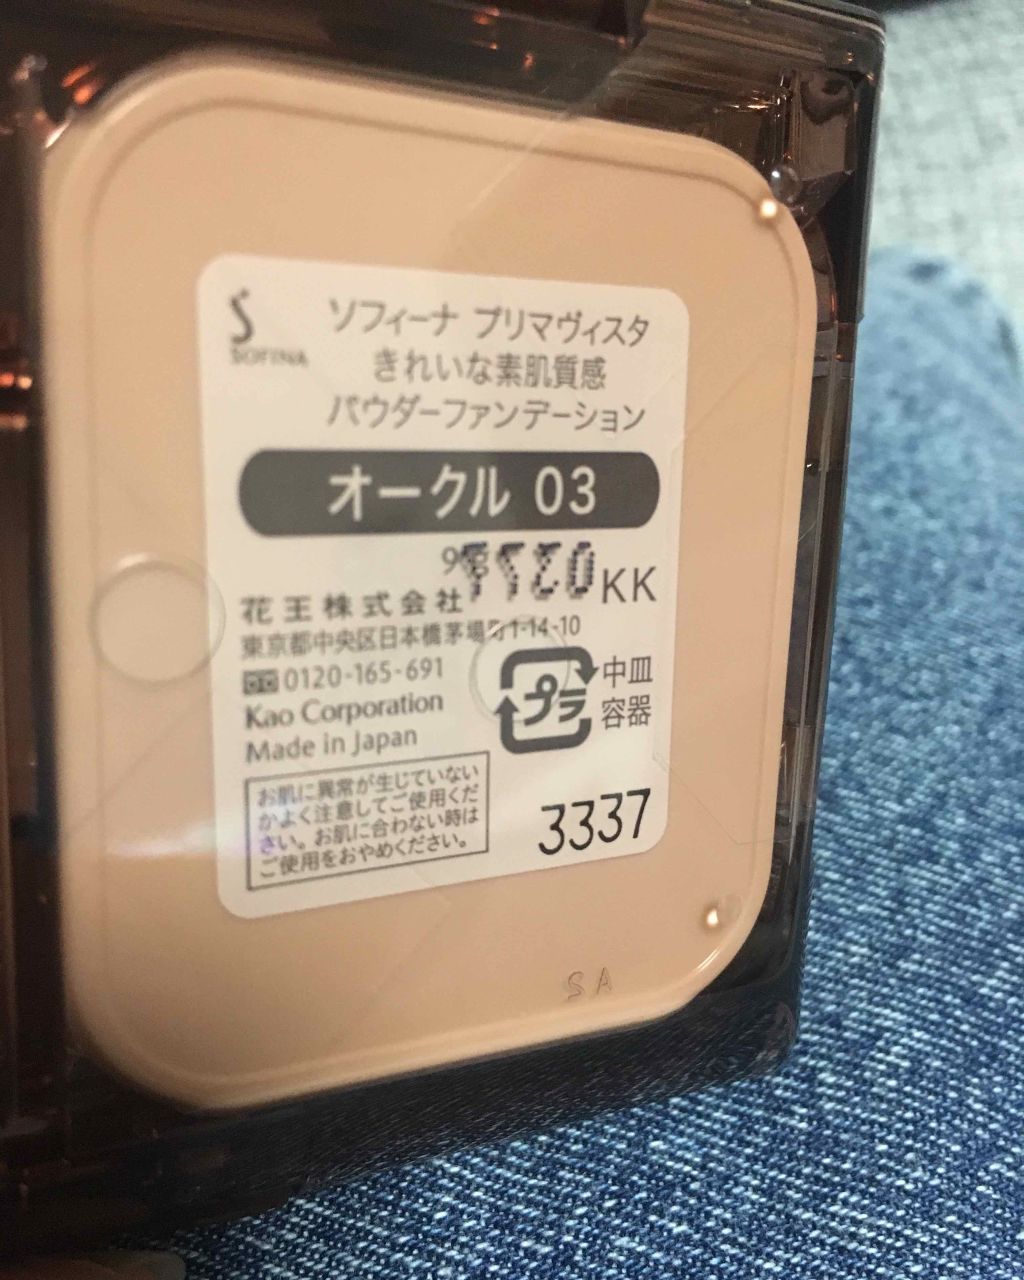 S
SOFINA
ソフィーナ プリマヴィスタ
きれいな素肌質感
パウダーファンデーション
オークル 03
9g
KK
花王株式会社
東京都中央区日本橋茅場町1-14-10
0120-165-691
Kao Corporation
Made in Japan
プラ
中皿
容器
お肌に異常が生じていない
かよく注意してご使用くだ
さい。お肌に合わない時は
ご使用をおやめください。
3337
SA